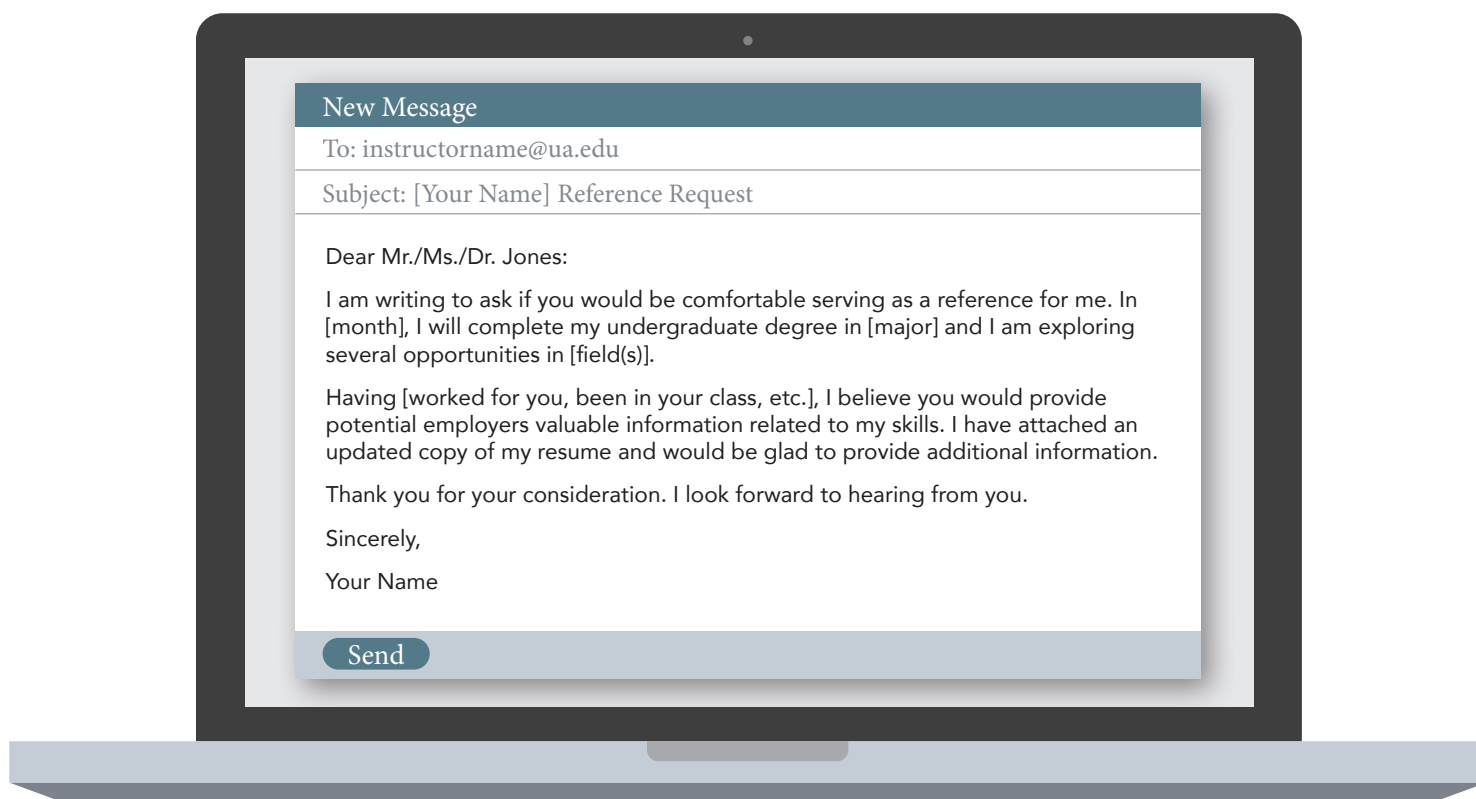 New Message
To: instructorname@ua.edu
Subject: [Your Name] Reference Request
Dear Mr./Ms./Dr. Jones:
I am writing to ask if you would be comfortable serving as a reference for me. In
[month], I will complete my undergraduate degree in [major] and I am exploring
several opportunities in [field(s)].
Having [worked for you, been in your class, etc.], I believe you would provide
potential employers valuable information related to my skills. I have attached an
updated copy of my resume and would be glad to provide additional information.
Thank you for your consideration. I look forward to hearing from you.
Sincerely,
Your Name
Send